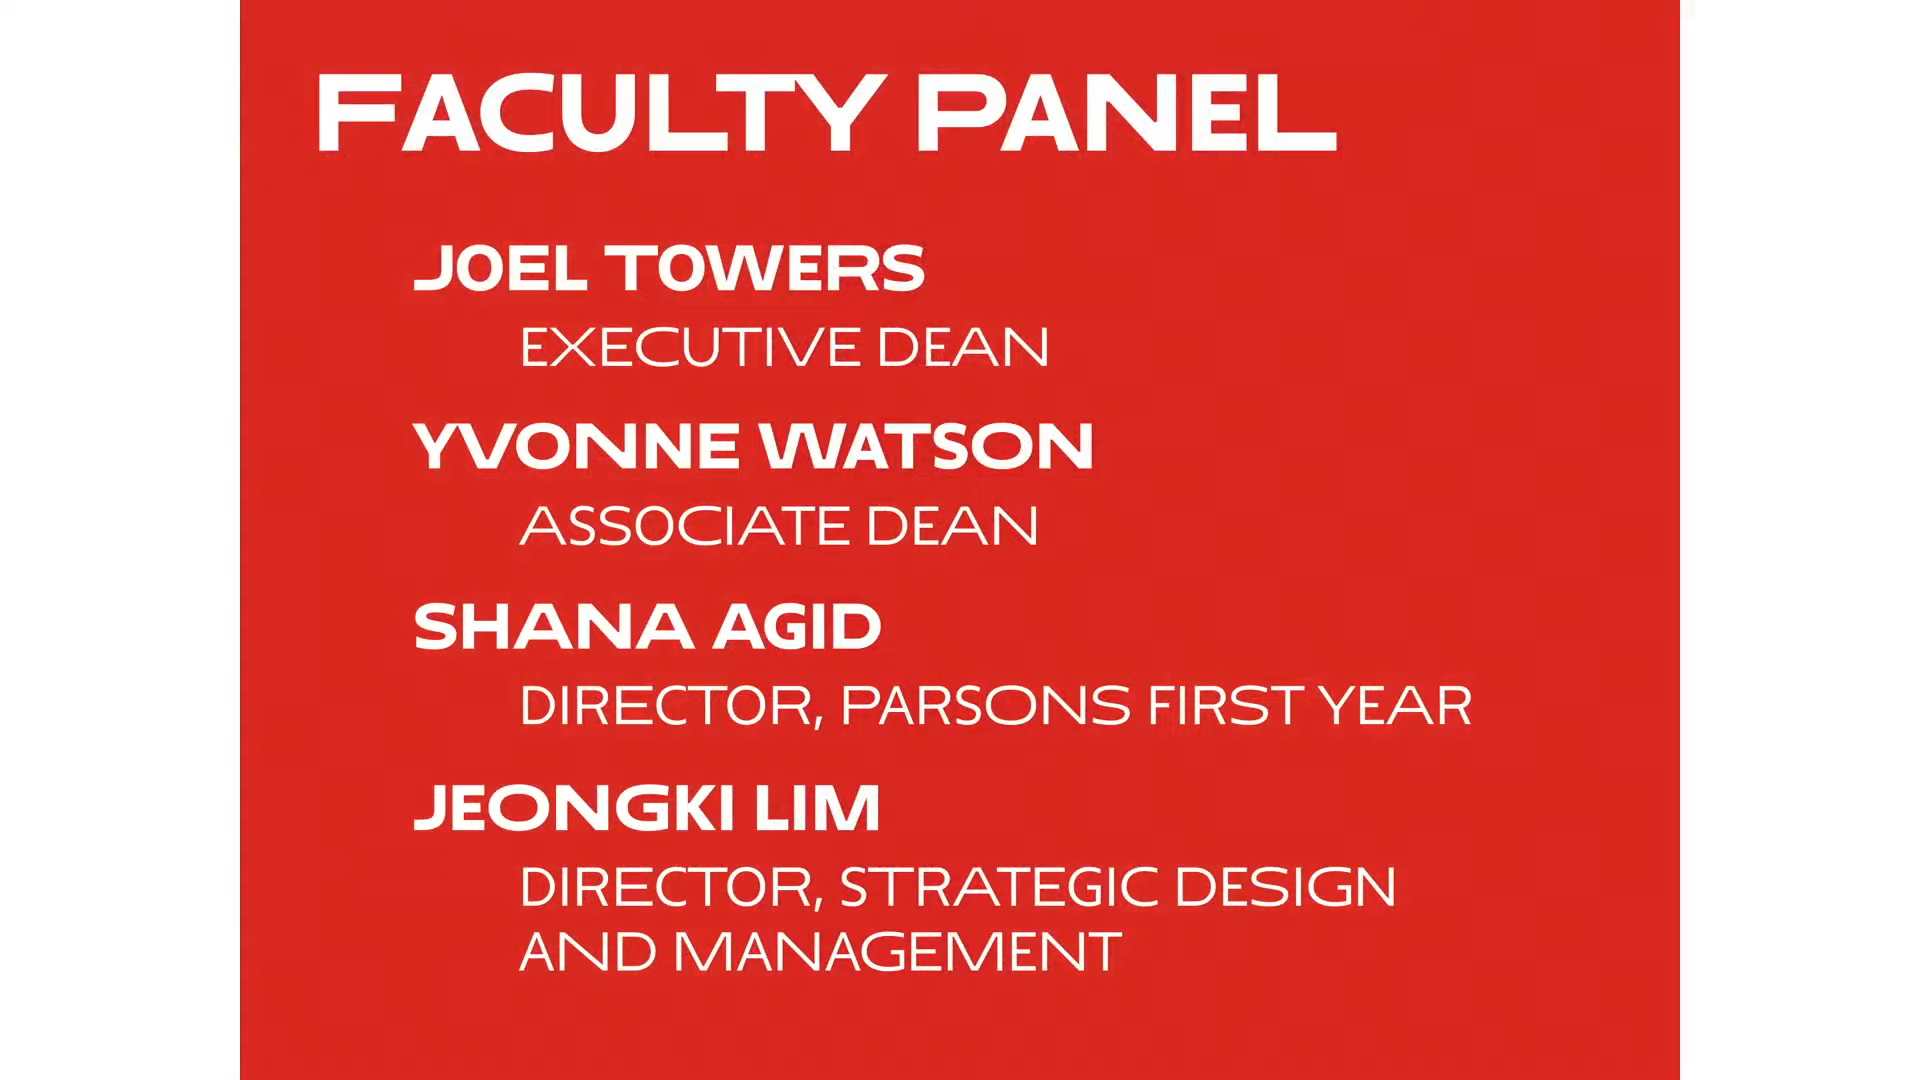 FACULTY PANEL
JOEL TOWERS
EXECUTIVE DEAN
YVONNE WATSON
ASSOCIATE DEAN
SHANA AGID
DIRECTOR, PARSONS FIRST YEAR
JEONGKI LIM
DIRECTOR, STRATEGIC DESIGN
AND MANAGEMENT